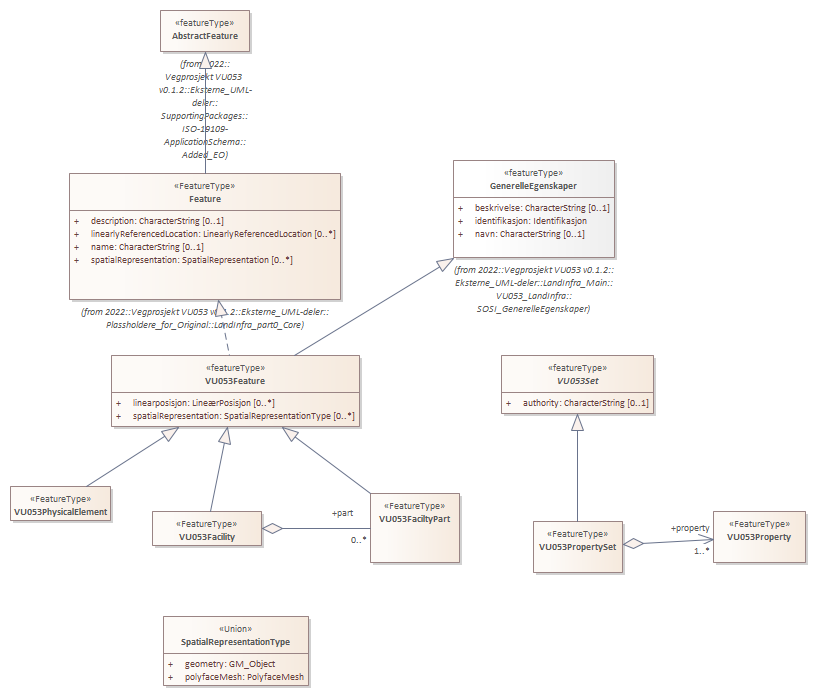 «featureType»
AbstractFeature
(from 2022::
Vegprosjekt VU053
v0.1.2::Eksterne_UML-
deler::
SupportingPackages::
ISO-19109-
ApplicationSchema::
Added_EO)
«FeatureType»
Feature
+ description: CharacterString [0..1]
+ linearlyReferencedLocation: LinearlyReferencedLocation [0..*]
+ name: CharacterString [0..1]
+ spatialRepresentation: SpatialRepresentation [0..*]
(from 2022::Vegprosjekt VU053 v0.1.2::Eksterne_UML-deler::
Plassholdere_for_Original::LandInfra_part0_Core)
«featureType»
GenerelleEgenskaper
+ beskrivelse: CharacterString [0..1]
+ identifikasjon: Identifikasjon
+ navn: CharacterString [0..1]
(from 2022::Vegprosjekt VU053 v0.1.2::
Eksterne_UML-deler::LandInfra_Main::
VU053_LandInfra::
SOSI_GenerelleEgenskaper)
«featureType»
VU053Feature
+ linearposisjon: LineærPosisjon [0..*]
+ spatialRepresentation: SpatialRepresentationType [0..*]
«featureType»
VU053Set
+ authority: CharacterString [0..1]
«FeatureType»
VU053PhysicalElement
«FeatureType»
VU053Facility
+part
0..*
«FeatureType»
VU053FaciltyPart
«FeatureType»
VU053PropertySet
+property
1..*
«FeatureType»
VU053Property
«Union»
SpatialRepresentationType
+ geometry: GM_Object
+ polyfaceMesh: PolyfaceMesh